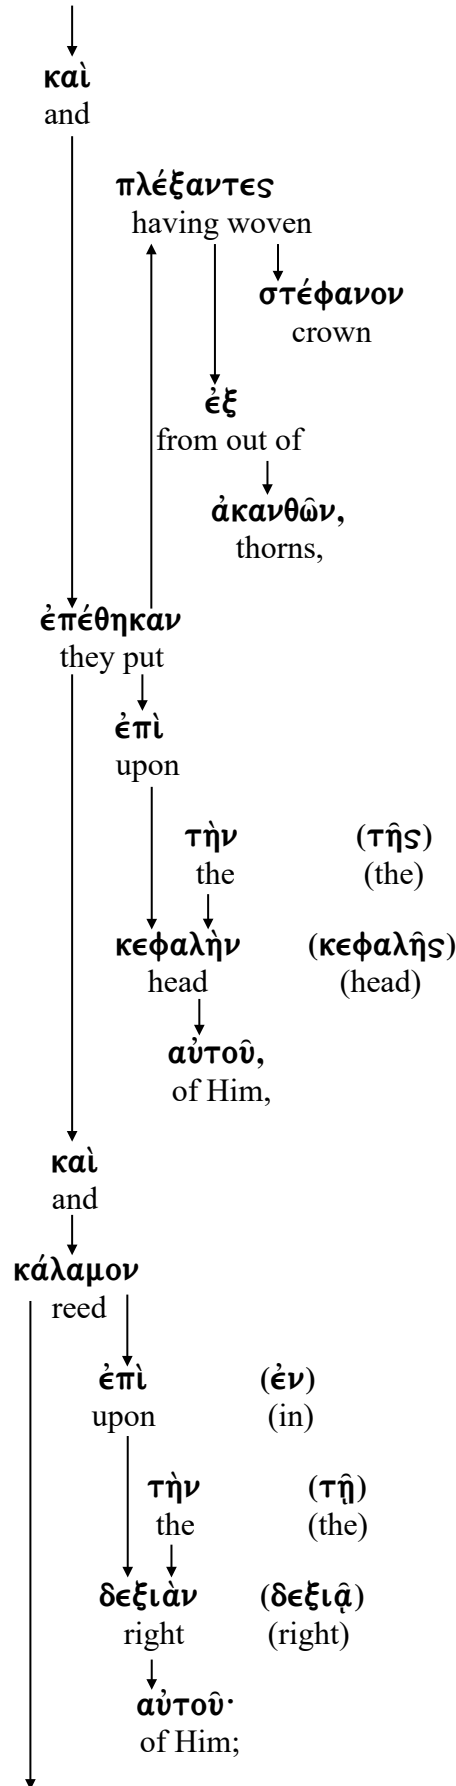 καὶ
and
πλέξαντες
having woven
στέφανον
crown
ἐξ
from out of
ἀκανθῶν,
thorns,
ἐπέθηκαν
they put
ἐπὶ
upon
τὴν (τῆς)
the (the)
κεφαλὴν (κεφαλῆς)
head (head)
αὐτοῦ,
of Him,
καὶ
and
κάλαμον
reed
ἐπὶ (ἐν)
upon (in)
τὴν (τῇ)
the (the)
δεξιὰν (δεξιᾷ)
right (right)
αὐτοῦ·
of Him;